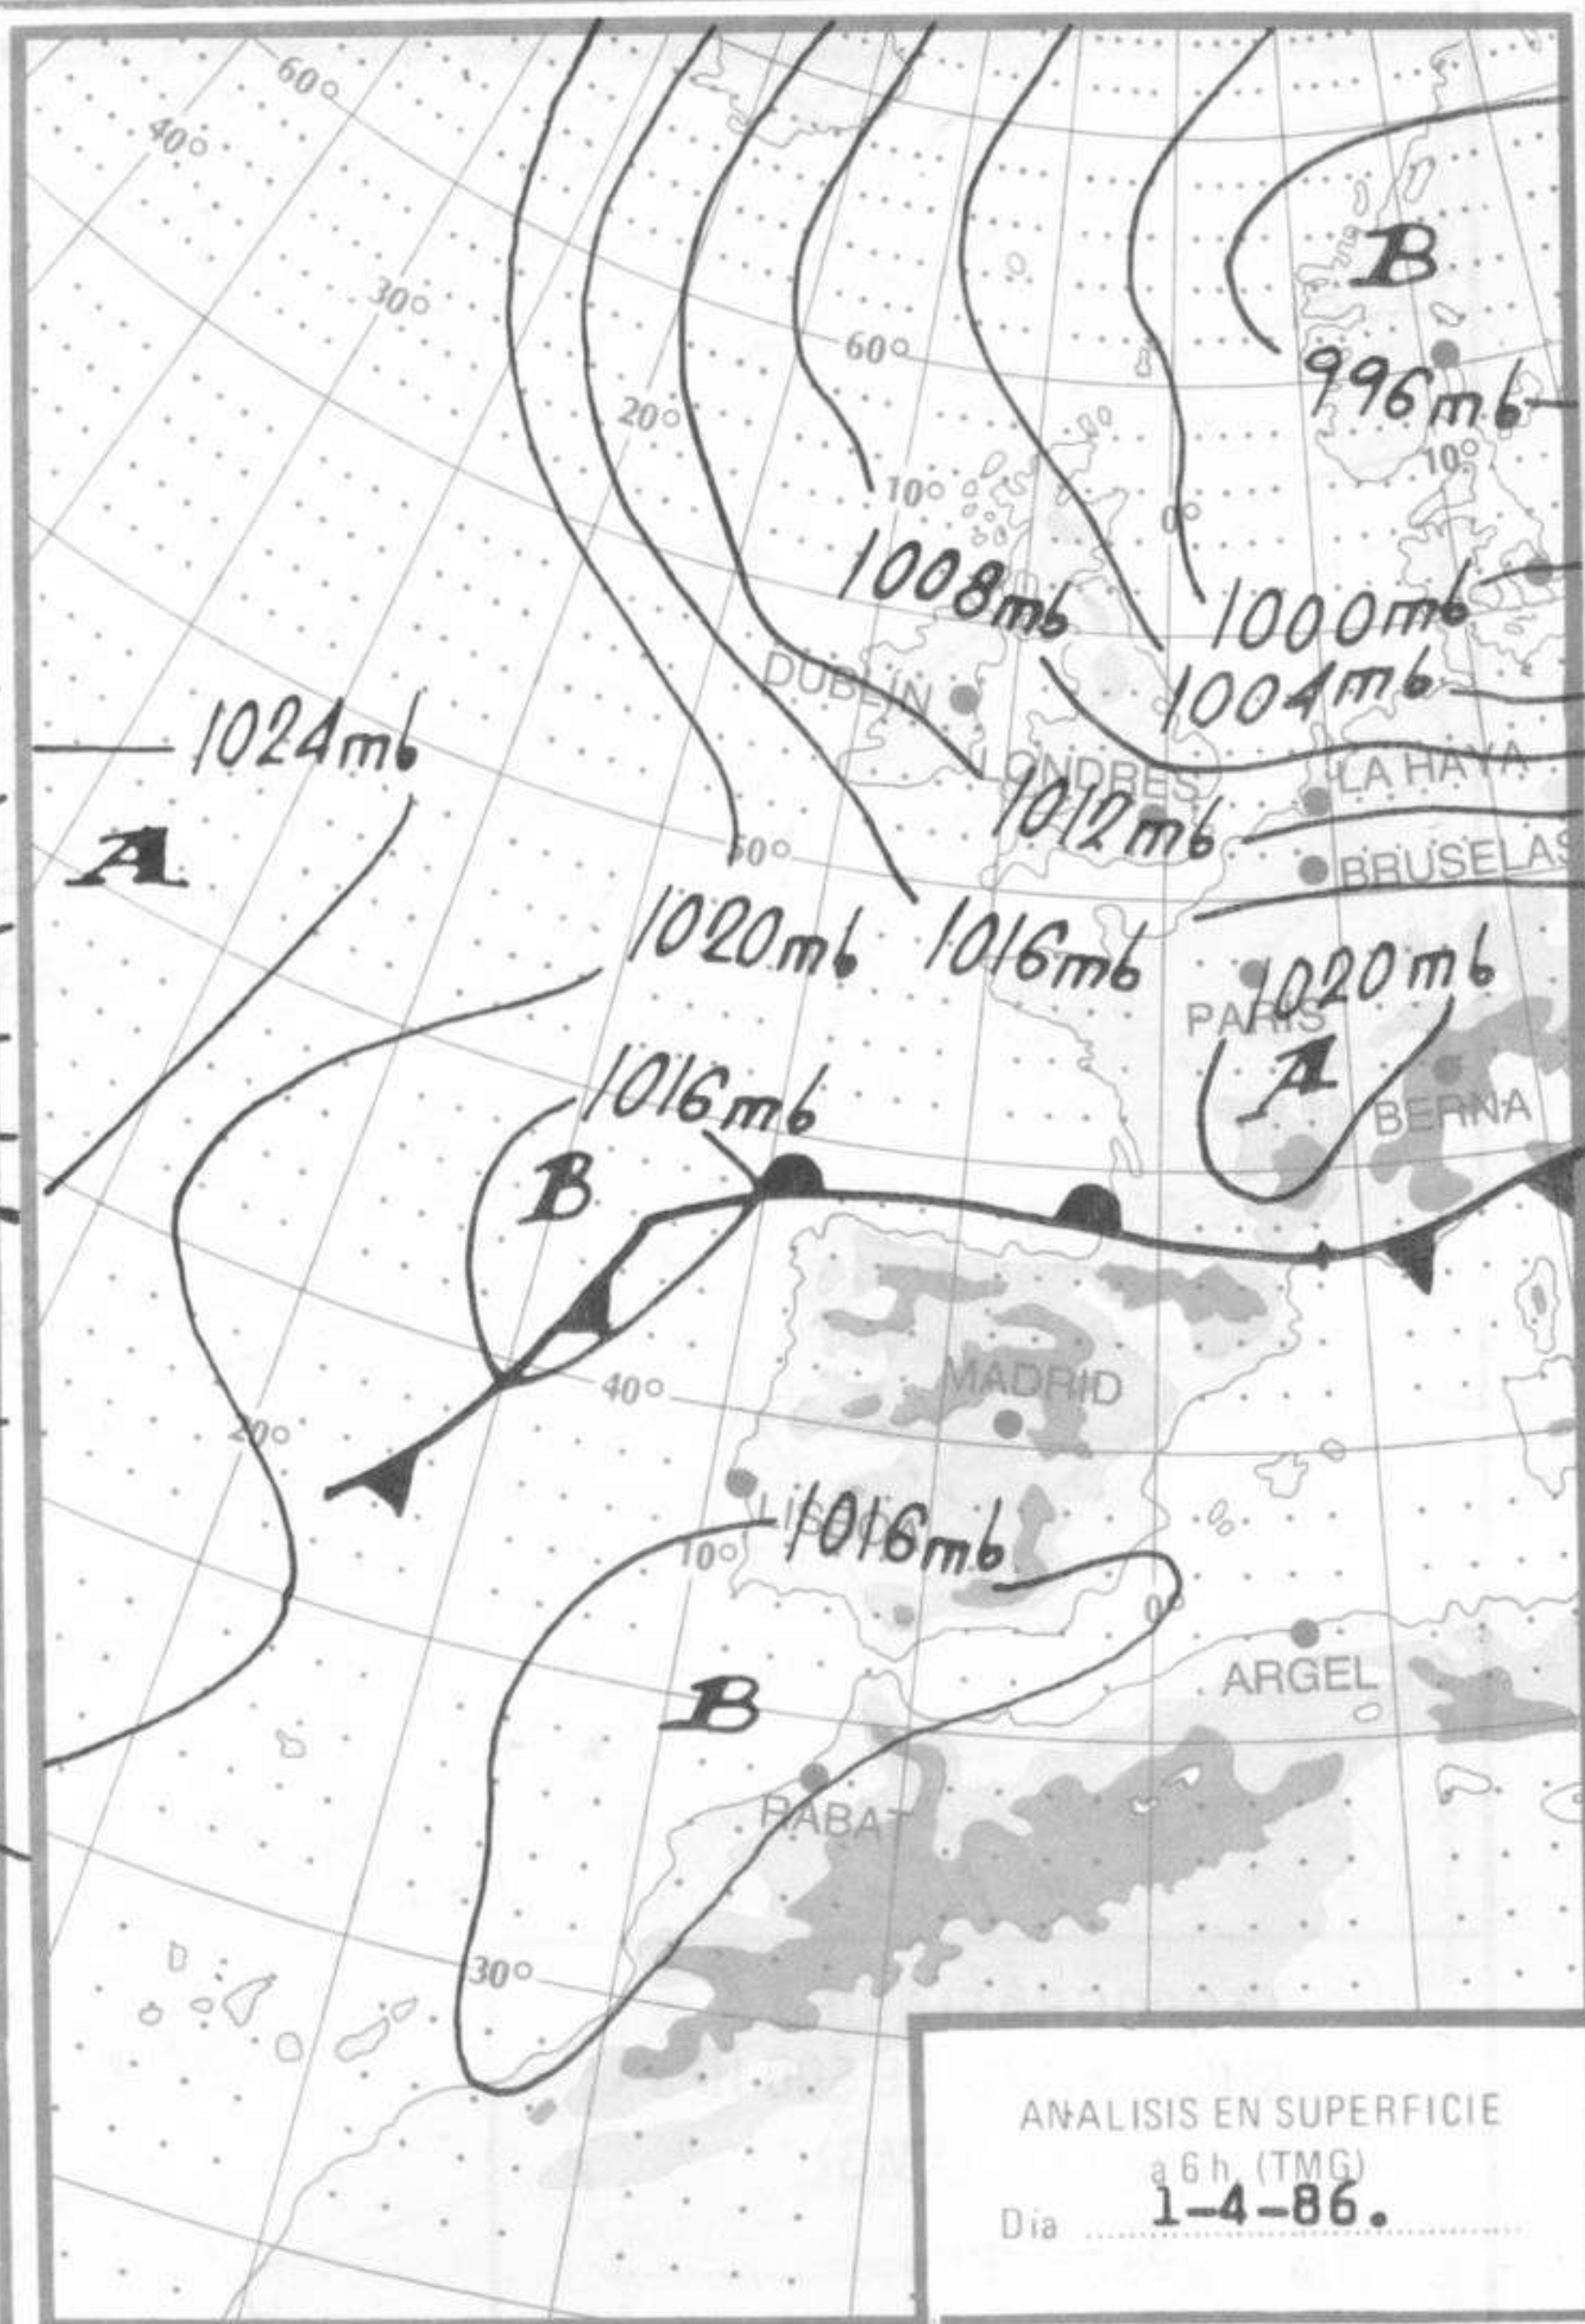 60°
40°
30°
B
60°
996mb
20°
10°
10°
0°
1008mb
1000mb
DUBLIN
1004mb
1024mb
LONDRES
LA HAYA
1012mb
A
50°
BRUSELAS
1020mb
1016mb
1020mb
PARIS
A
1016mb
BERNA
B
40°
MADRID
20°
LISBOA
1016mb
10°
0°
ARGEL
B
RABAT
30°
ANALISIS EN SUPERFICIE
a 6 h. (TMG)
Dia 1-4-86.